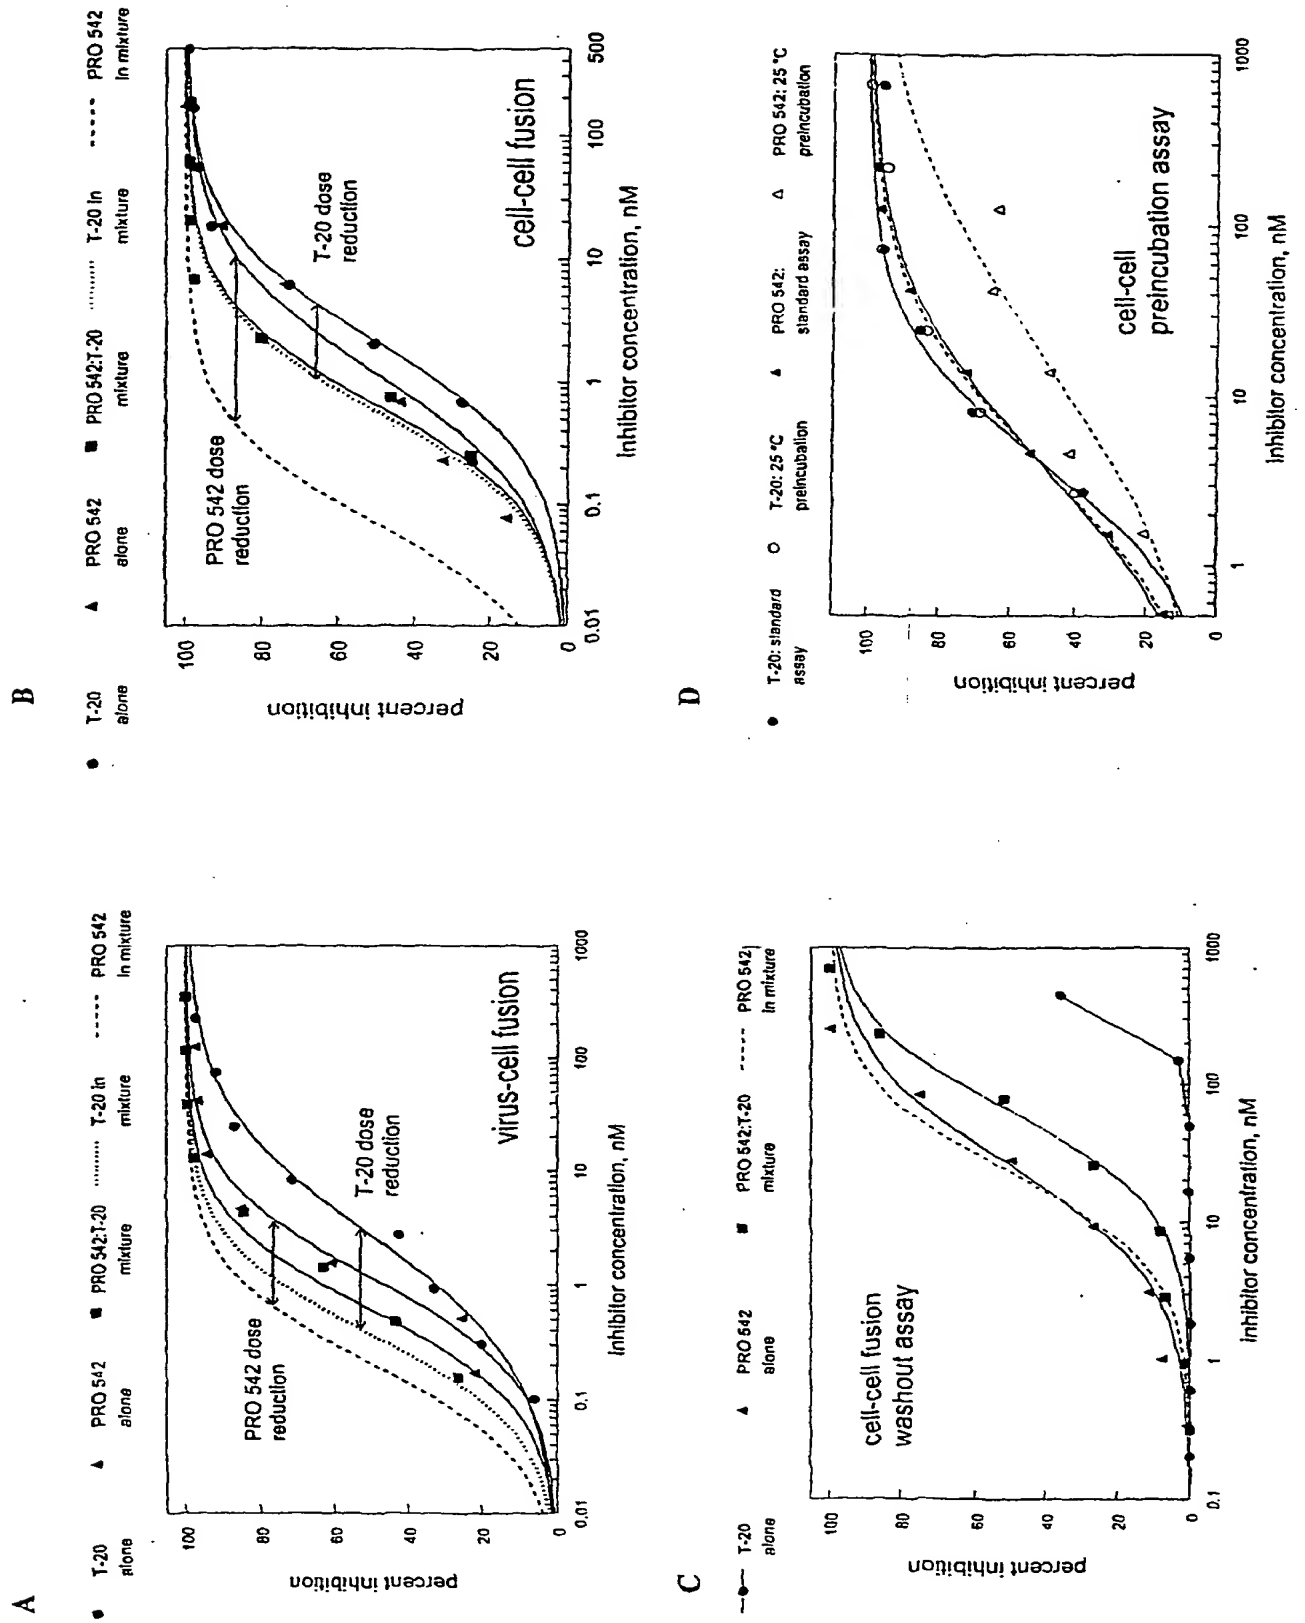 A
T-20 alone
PRO 542 alone
PRO 542:T-20 mixture
T-20 in mixture
PRO 542 in mixture
percent inhibition
100
80
60
40
20
0
PRO 542 dose
reduction
T-20 dose
reduction
virus-cell fusion
0.01
0.1
1
10
100
1000
Inhibitor concentration, nM
B
T-20 alone
PRO 542 alone
PRO 542:T-20 mixture
T-20 in mixture
PRO 542 in mixture
percent inhibition
100
80
60
40
20
0
PRO 542 dose
reduction
T-20 dose
reduction
cell-cell fusion
0.01
0.1
1
10
100
500
Inhibitor concentration, nM
C
T-20 alone
PRO 542 alone
PRO 542:T-20 mixture
PRO 542 in mixture
percent inhibition
100
80
60
40
20
0
cell-cell fusion
washout assay
0.1
1
10
100
1000
Inhibitor concentration, nM
D
T-20: standard assay
T-20: 25 °C preincubation
PRO 542: standard assay
PRO 542: 25 °C preincubation
percent inhibition
100
80
60
40
20
0
cell-cell
preincubation assay
1
10
100
1000
Inhibitor concentration, nM